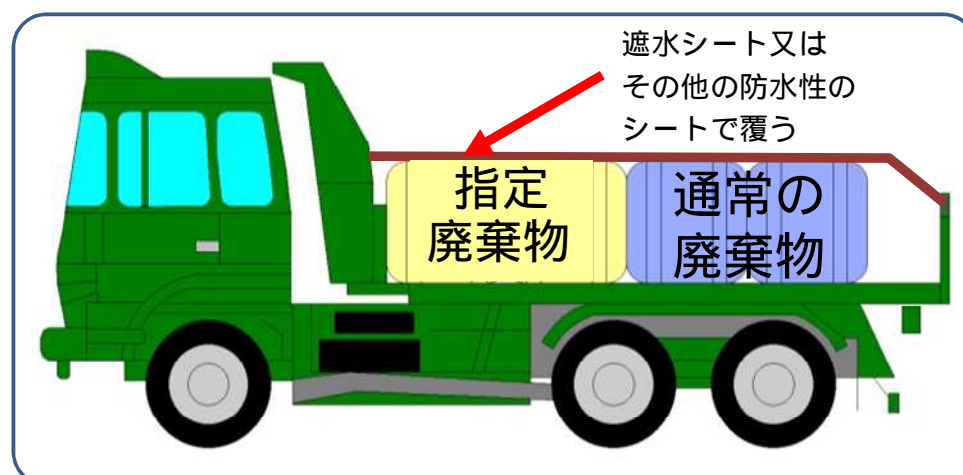 遮水シート又は
その他の防水性の
シートで覆う
指定
廃棄物
通常の
廃棄物